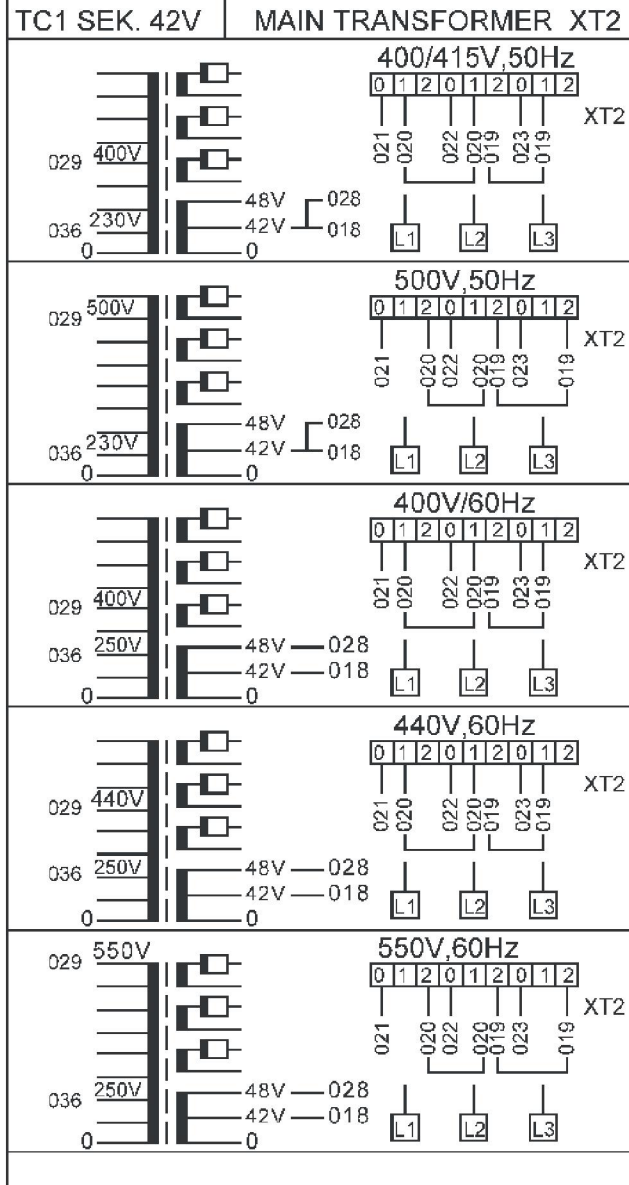 TC1 SEK. 42V MAIN TRANSFORMER XT2
400/415V,50Hz
0 1 2 0 1 2 0 1 2
XT2
021 020 022 020 019 023 019
029 400V
48V 028
036 230V 42V 018
0 0
L1 L2 L3
500V,50Hz
029 500V
0 1 2 0 1 2 0 1 2
XT2
021 020 022 020 019 023 019
48V 028
036 230V 42V 018
0 0
L1 L2 L3
400V/60Hz
0 1 2 0 1 2 0 1 2
XT2
021 020 022 020 019 023 019
029 400V
036 250V 48V 028
42V 018
0 0
L1 L2 L3
440V,60Hz
0 1 2 0 1 2 0 1 2
XT2
029 440V
021 020 022 020 019 023 019
036 250V 48V 028
42V 018
0 0
L1 L2 L3
029 550V 550V,60Hz
0 1 2 0 1 2 0 1 2
XT2
021 020 022 020 019 023 019
036 250V 48V 028
42V 018
0 0
L1 L2 L3